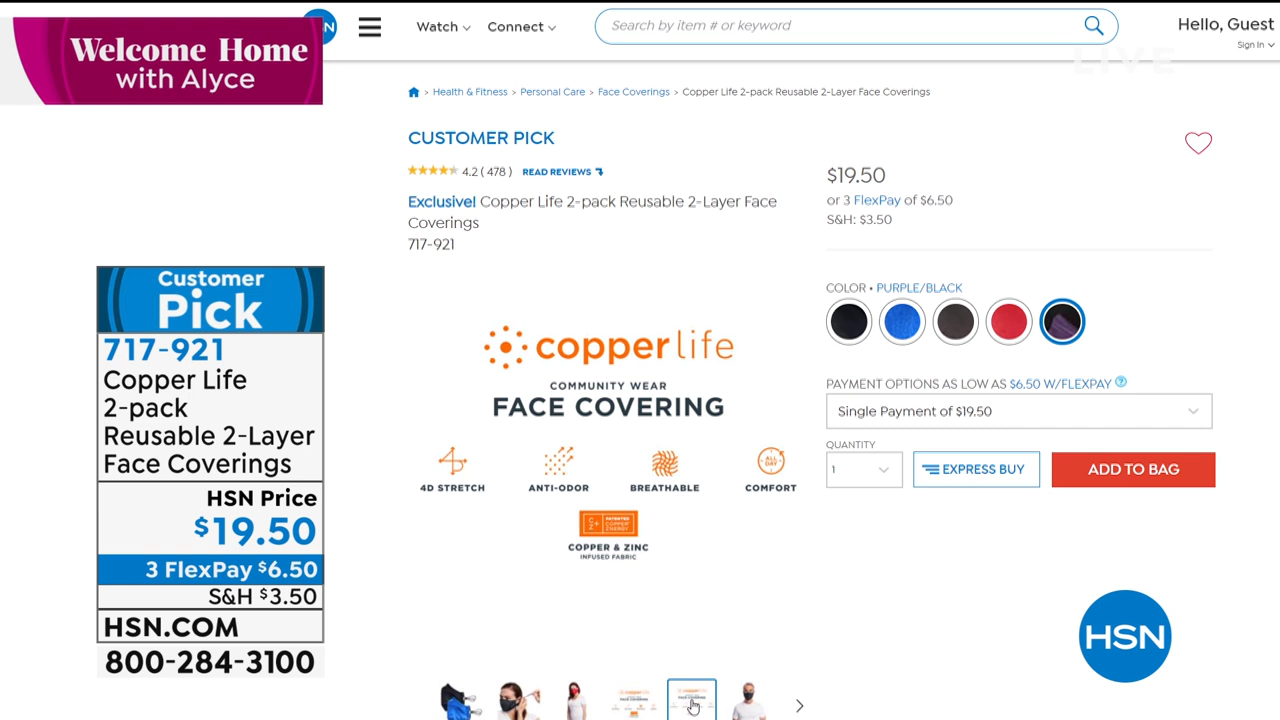 Welcome Home
with Alyce
HSN
Watch
Connect
Search by item # or keyword
Hello, Guest
Sign In
LIVE
> Health & Fitness > Personal Care > Face Coverings > Copper Life 2-pack Reusable 2-Layer Face Coverings
CUSTOMER PICK
4.2 ( 478 ) READ REVIEWS
Exclusive! Copper Life 2-pack Reusable 2-Layer Face
Coverings
717-921
$19.50
or 3 FlexPay of $6.50
S&H: $3.50
COLOR • PURPLE/BLACK
PAYMENT OPTIONS AS LOW AS $6.50 W/FLEXPAY ?
Single Payment of $19.50
QUANTITY
1
EXPRESS BUY
ADD TO BAG
copper life
COMMUNITY WEAR
FACE COVERING
4D STRETCH
ANTI-ODOR
BREATHABLE
ALL DAY
COMFORT
COPPER & ZINC
INFUSED FABRIC
Customer
Pick
717-921
Copper Life
2-pack
Reusable 2-Layer
Face Coverings
HSN Price
$19.50
3 FlexPay $6.50
S&H $3.50
HSN.COM
800-284-3100
HSN